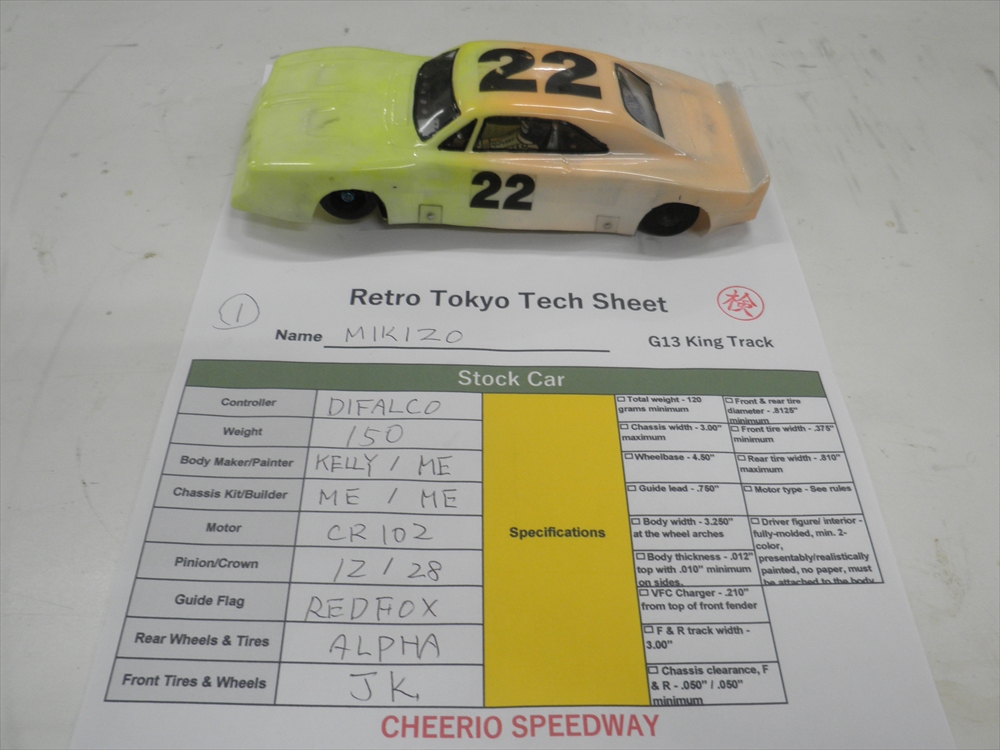 22
22
①
Retro Tokyo Tech Sheet
検
Name MIKIZO
G13 King Track
Stock Car
Controller DIFALCO
Weight 150
Body Maker/Painter KELLY / ME
Chassis Kit/Builder ME / ME
Motor CR102
Pinion/Crown 12 / 28
Guide Flag REDFOX
Rear Wheels & Tires ALPHA
Front Tires & Wheels JK
Specifications
Total weight - 120
grams minimum
Front & rear tire
diameter - .8125"
minimum
Chassis width - 3.00"
maximum
Front tire width - .375"
minimum
Wheelbase - 4.50"
Rear tire width - .810"
maximum
Guide lead - .750"
Motor type - See rules
Body width - 3.250"
at the wheel arches
Driver figure/ interior -
fully-molded, min. 2-
color,
presentably/realistically
painted, no paper, must
be attached to the body
Body thickness - .012"
top with .010" minimum
on sides.
VFC Charger - .210"
from top of front fender
F & R track width -
3.00"
Chassis clearance, F
& R - .050" / .050"
minimum
CHEERIO SPEEDWAY